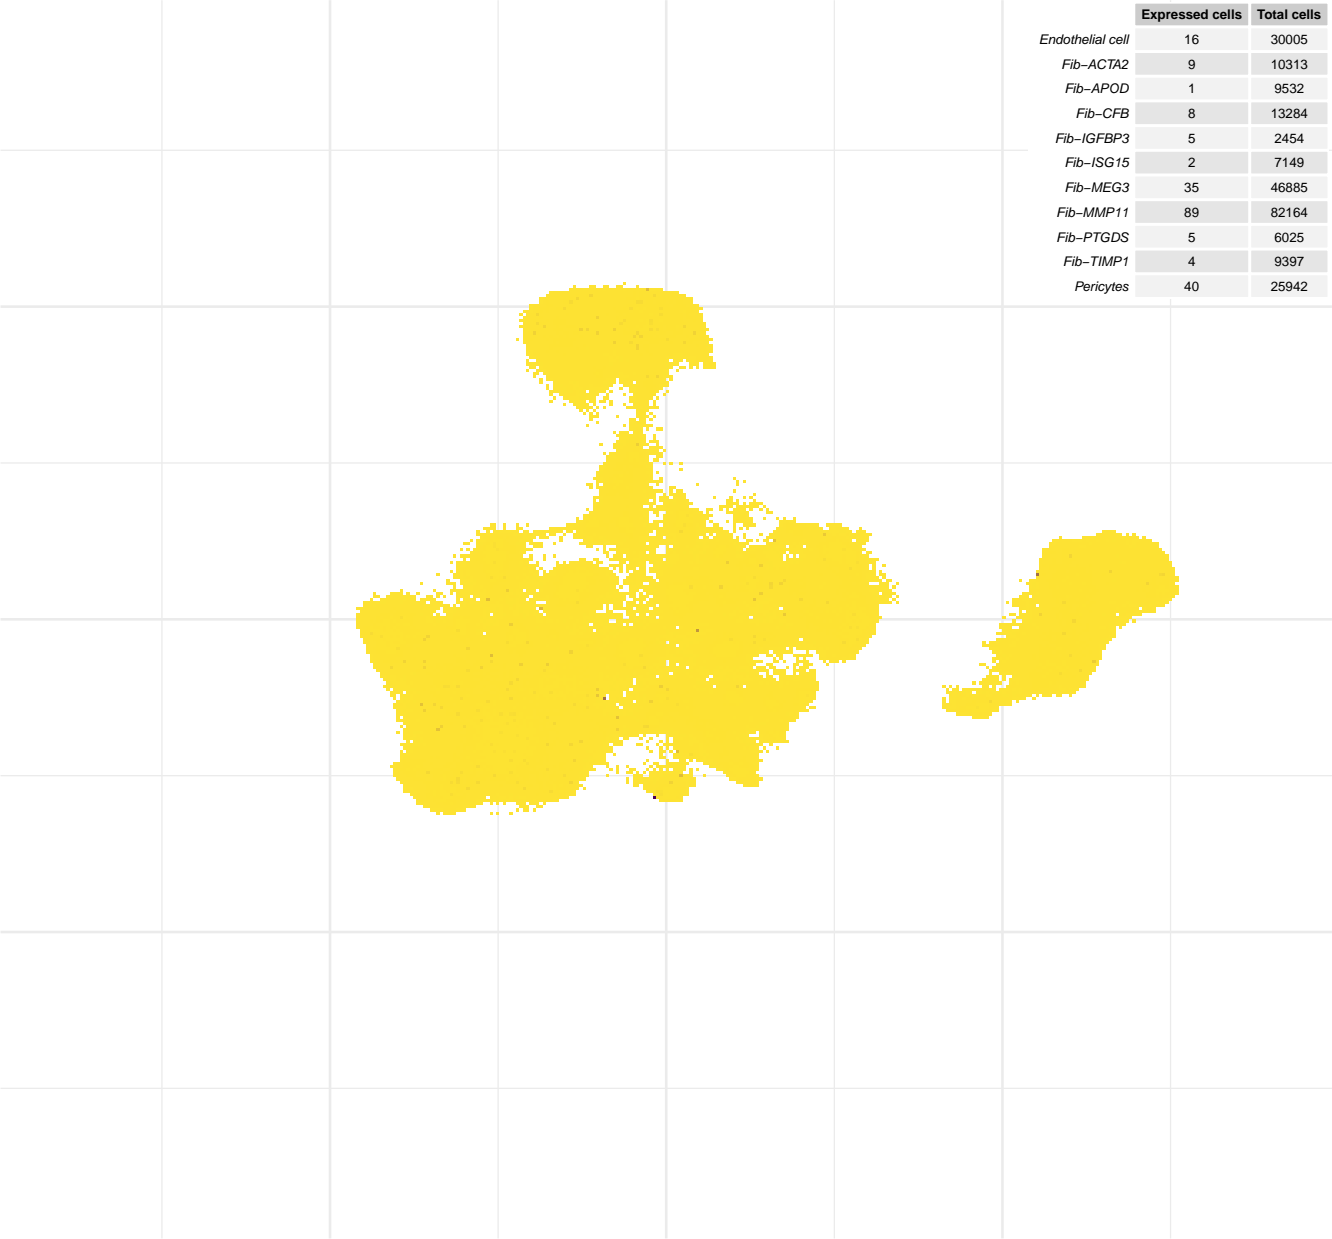 Expressed cells Total cells
Endothelial cell 16 30005
Fib−ACTA2 9 10313
Fib−APOD 1 9532
Fib−CFB 8 13284
Fib−IGFBP3 5 2454
Fib−ISG15 2 7149
Fib−MEG3 35 46885
Fib−MMP11 89 82164
Fib−PTGDS 5 6025
Fib−TIMP1 4 9397
Pericytes 40 25942